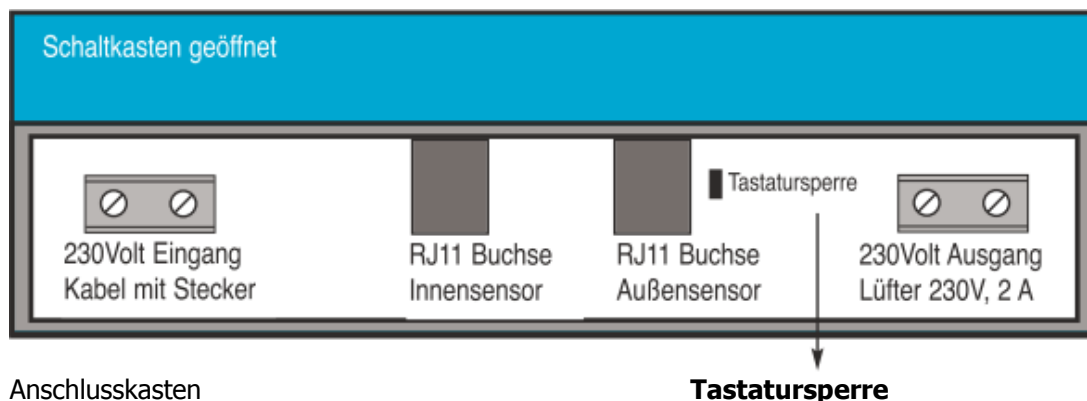 Schaltkasten geöffnet
Tastatursperre
230Volt Eingang
Kabel mit Stecker
RJ11 Buchse
Innensensor
RJ11 Buchse
Außensensor
230Volt Ausgang
Lüfter 230V, 2 A
Anschlusskasten
Tastatursperre